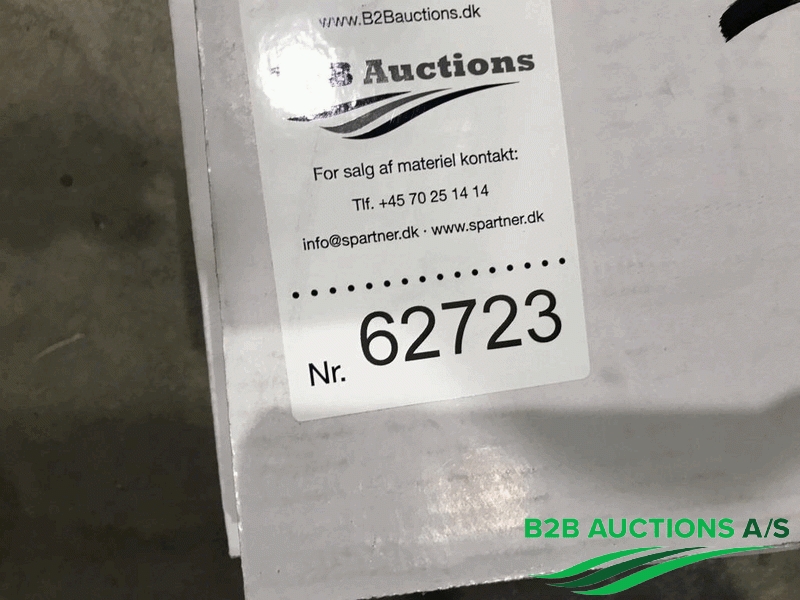 www.B2Bauctions.dk
B Auctions
For salg af materiel kontakt:
Tlf. +45 70 25 14 14
info@spartner.dk · www.spartner.dk
Nr. 62723
B2B AUCTIONS A/S